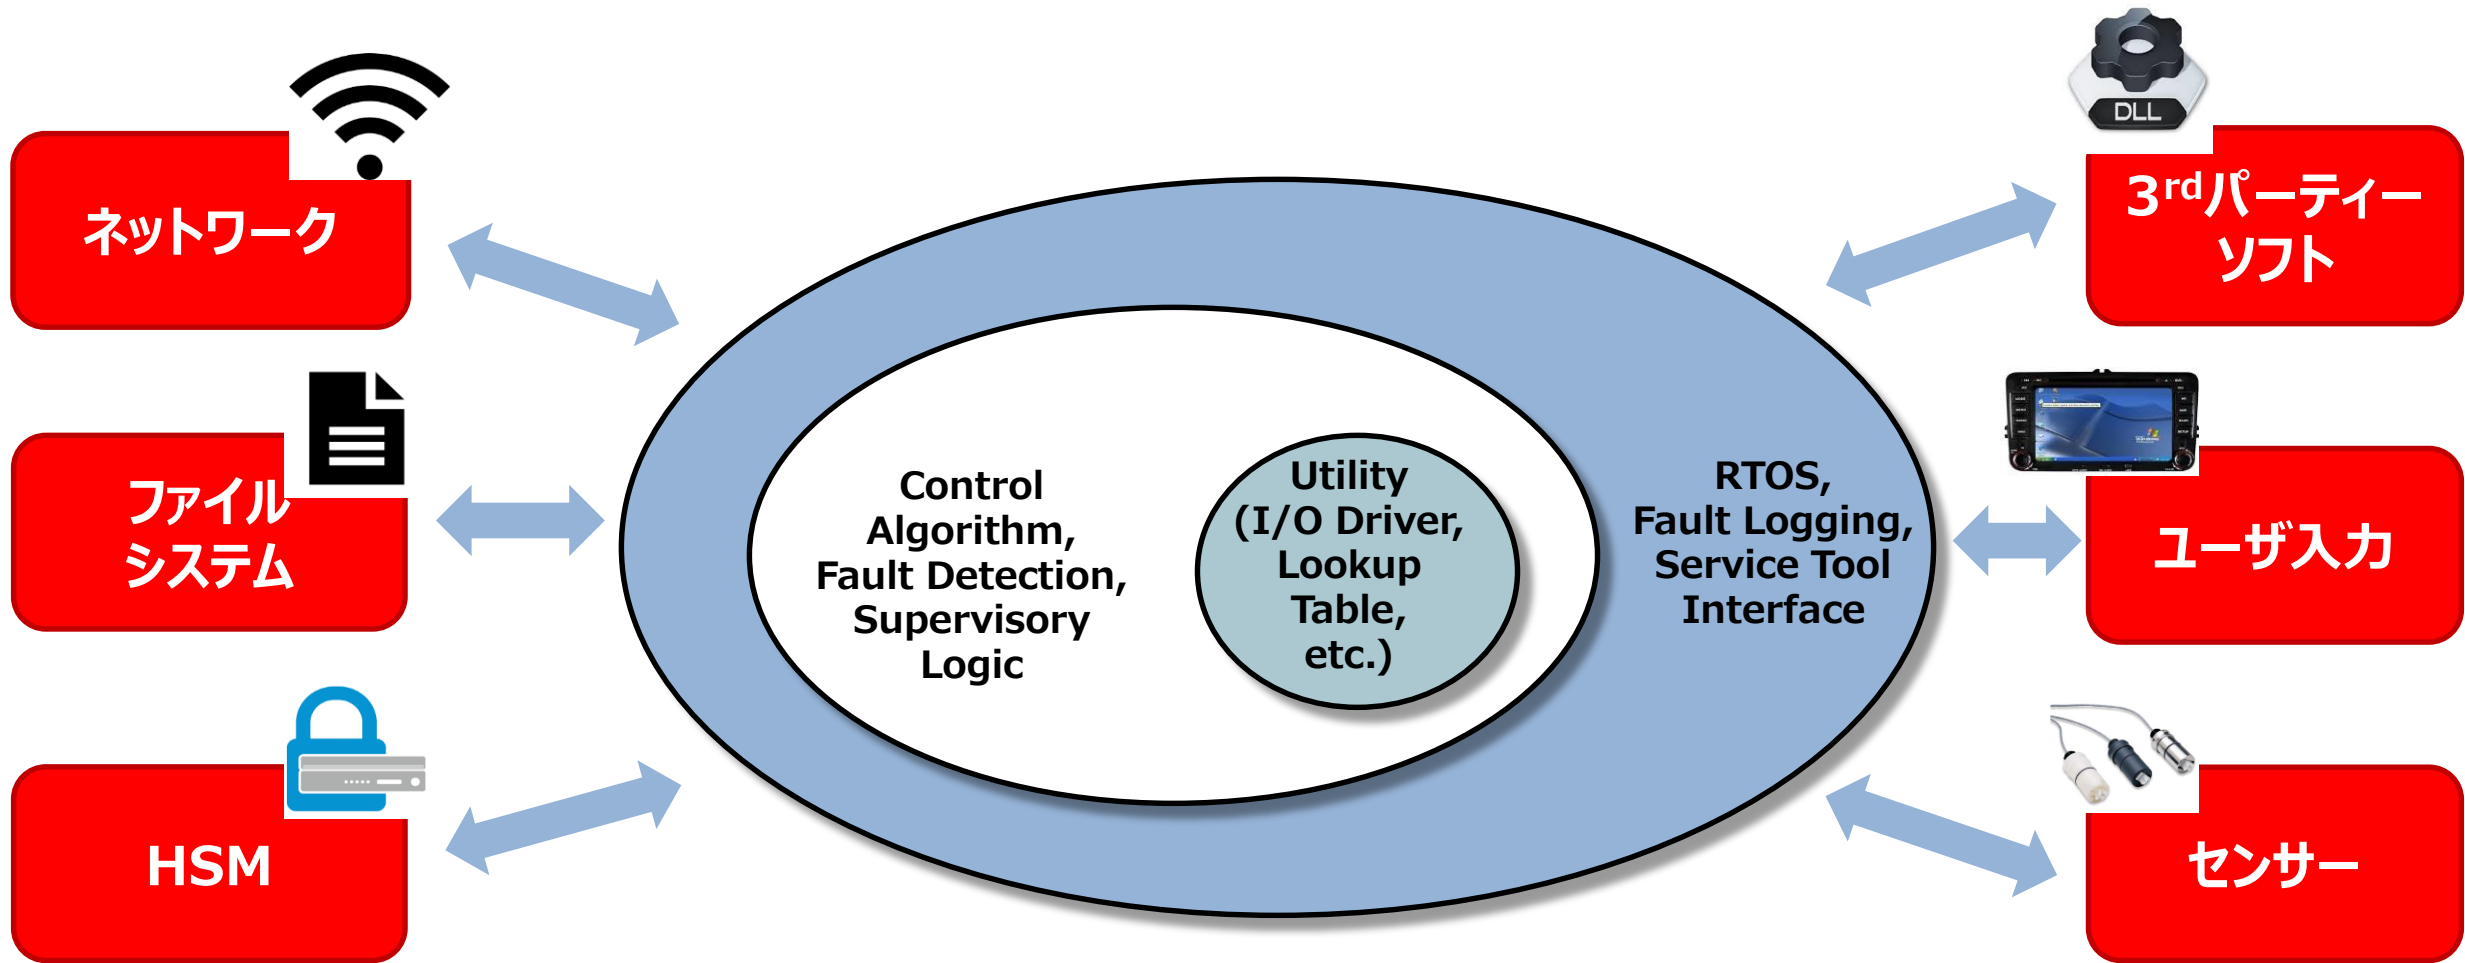 ネットワーク
ファイル
システム
HSM
Control
Algorithm,
Fault Detection,
Supervisory
Logic
Utility
(I/O Driver,
Lookup
Table,
etc.)
RTOS,
Fault Logging,
Service Tool
Interface
DLL
3rdパーティー
ソフト
ユーザ入力
センサー